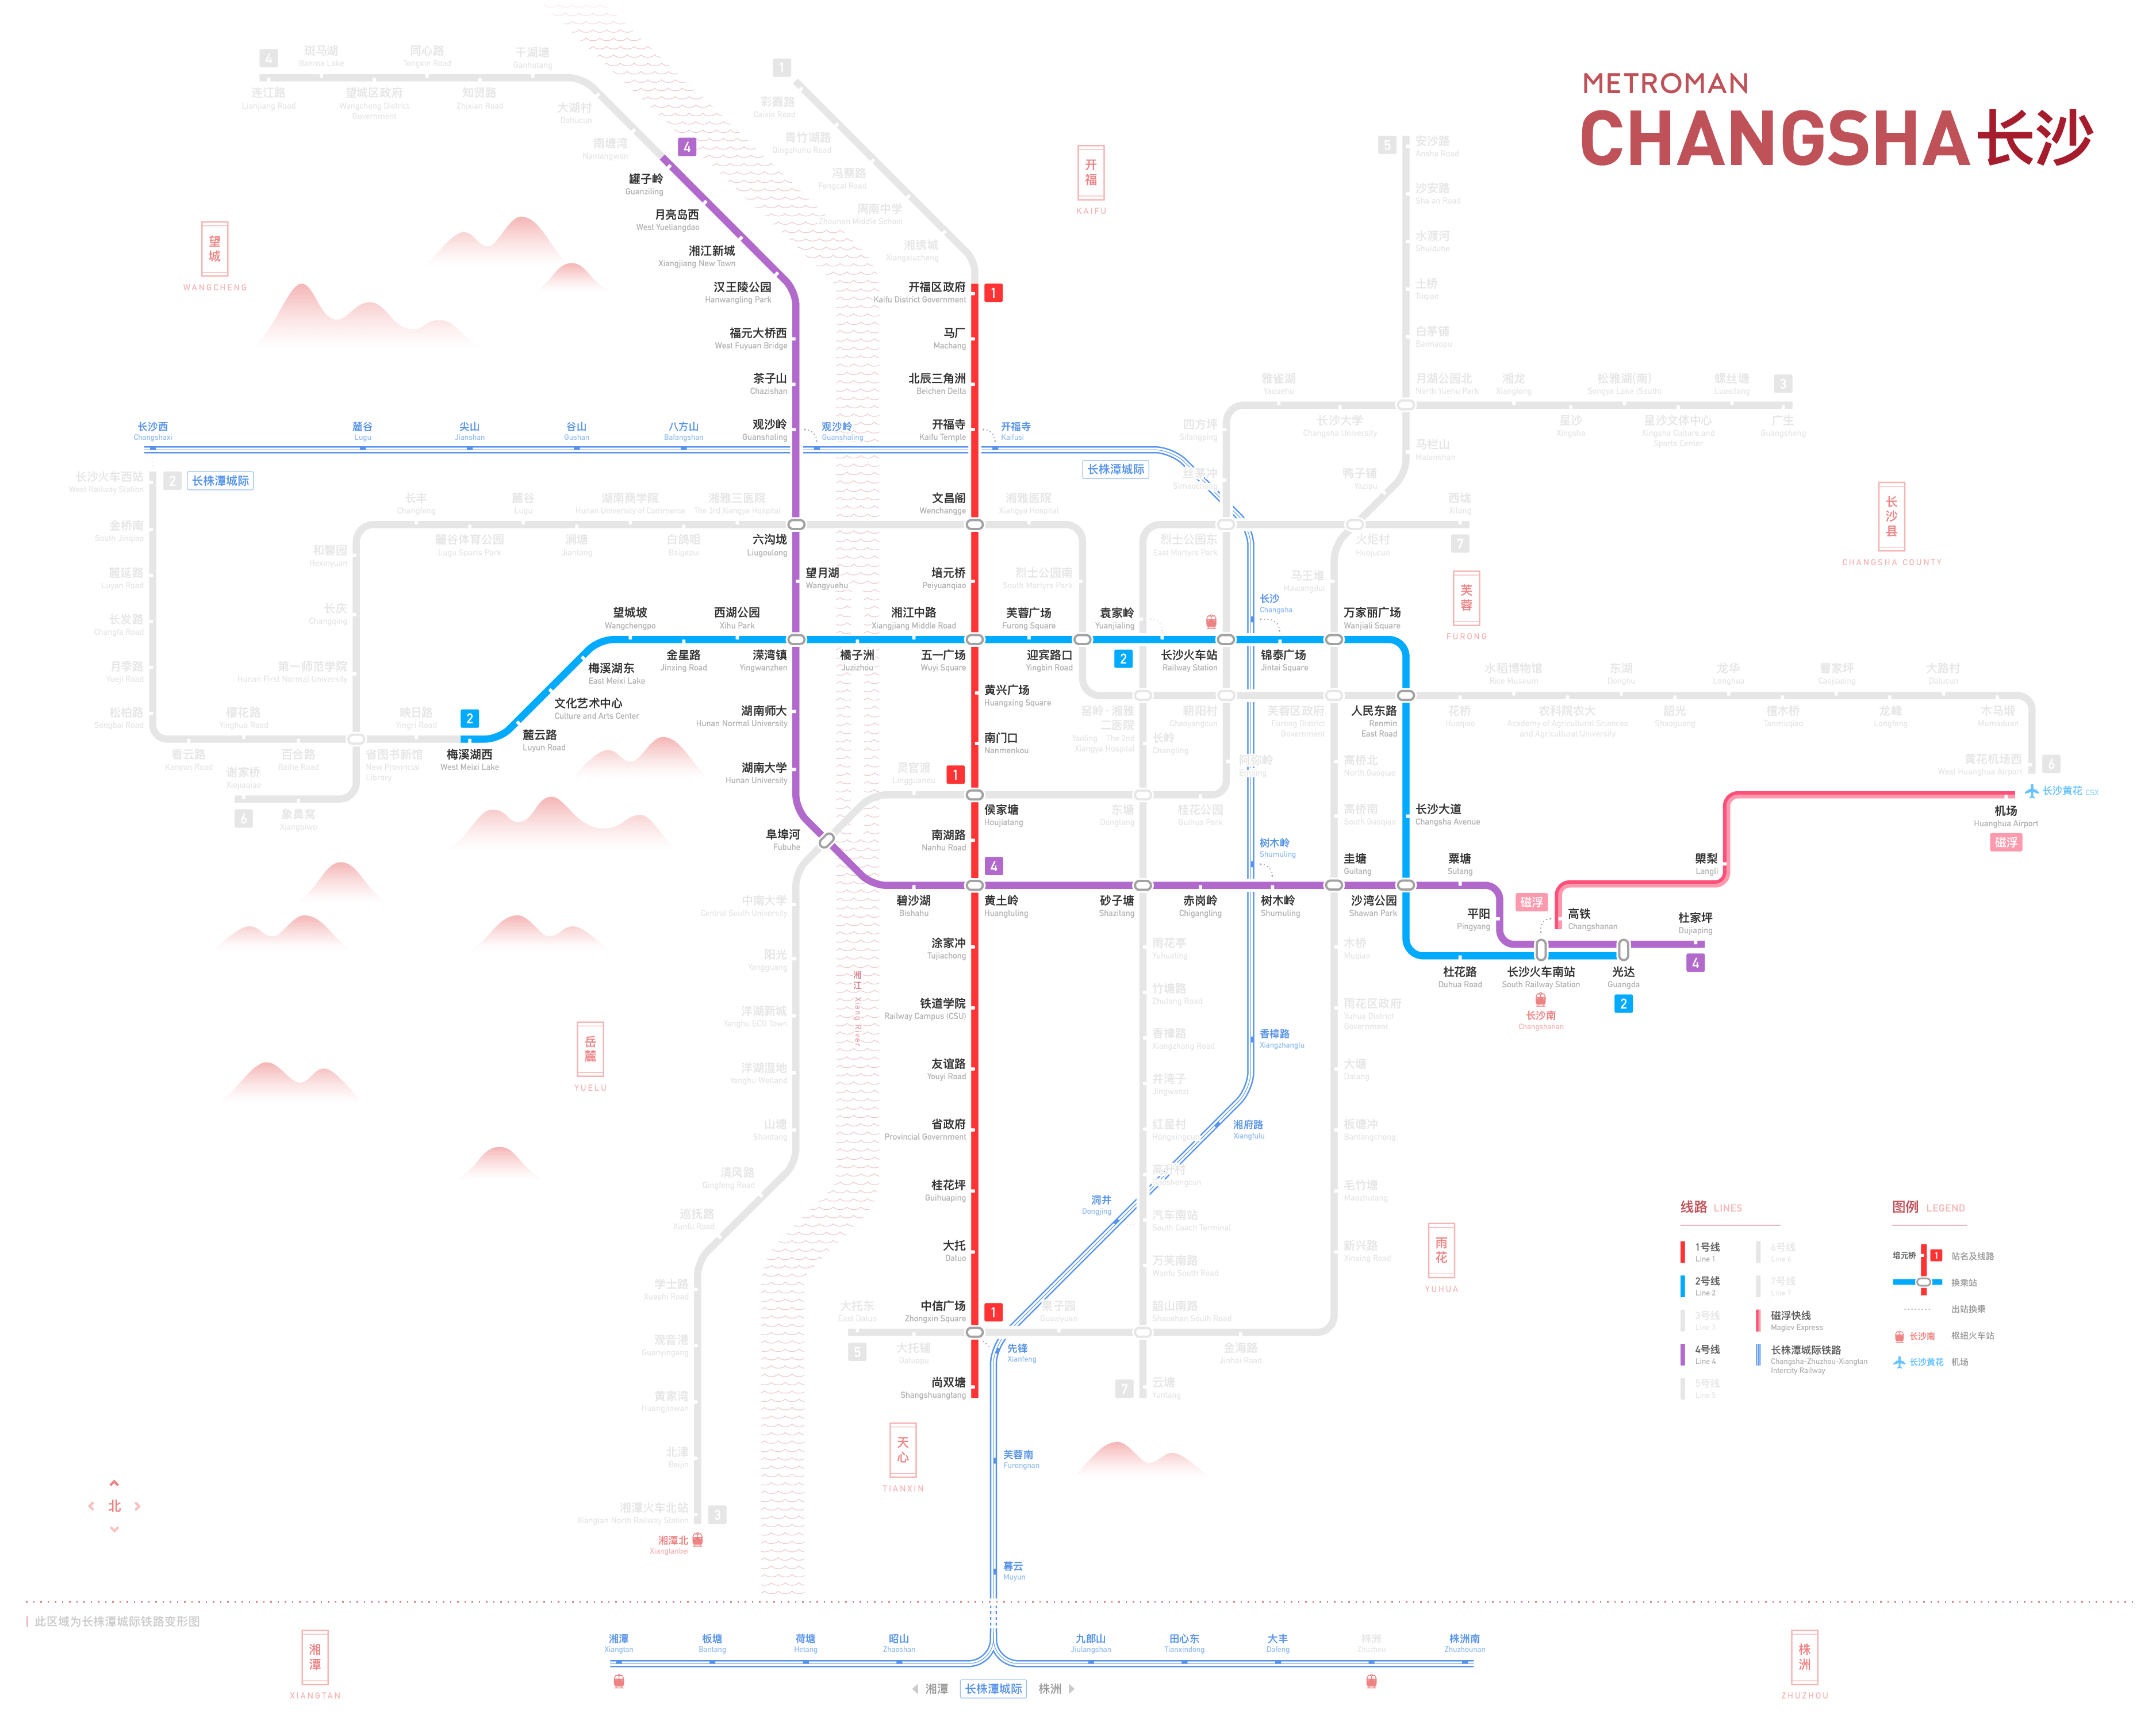 METROMAN
CHANGSHA长沙
4
斑马湖
Banma Lake
同心路
Tongxin Road
干湖塘
Ganhutang
连江路
Lianjiang Road
望城区政府
Wangcheng District
Government
知贤路
Zhixian Road
大湖村
Dahucun
南塘湾
Nantangwan
4
罐子岭
Guanziling
月亮岛西
West Yueliangdao
湘江新城
Xiangjiang New Town
汉王陵公园
Hanwangling Park
福元大桥西
West Fuyuan Bridge
茶子山
Chazishan
观沙岭
Guanshaling
六沟垅
Liugoulong
望月湖
Wangyuehu
溁湾镇
Yingwanzhen
湖南师大
Hunan Normal University
湖南大学
Hunan University
阜埠河
Fubuhe
碧沙湖
Bishahu
4
黄土岭
Huangtuling
砂子塘
Shazitang
赤岗岭
Chigangling
树木岭
Shumuling
圭塘
Guitang
沙湾公园
Shawan Park
粟塘
Sutang
平阳
Pingyang
长沙火车南站
South Railway Station
光达
Guangda
2
杜家坪
Dujiaping
4
长沙南
Changshanan
1
彩霞路
Caixia Road
青竹湖路
Qingzhuhu Road
冯蔡路
Fengcai Road
周南中学
Zhounan Middle School
湘绣城
Xiangxiucheng
开福区政府
Kaifu District Government
1
马厂
Machang
北辰三角洲
Beichen Delta
开福寺
Kaifu Temple
文昌阁
Wenchangge
培元桥
Peiyuanqiao
五一广场
Wuyi Square
黄兴广场
Huangxing Square
南门口
Nanmenkou
1
侯家塘
Houjiatang
南湖路
Nanhu Road
涂家冲
Tujiachong
铁道学院
Railway Campus (CSU)
友谊路
Youyi Road
省政府
Provincial Government
桂花坪
Guihuaping
大托
Datuo
中信广场
Zhongxin Square
1
尚双塘
Shangshuangtang
2
长沙火车西站
West Railway Station
金桥南
South Jinqiao
麓延路
Luyan Road
长发路
Changfa Road
月季路
Yueji Road
松柏路
Songbai Road
看云路
Kanyun Road
樱花路
Yinghua Road
百合路
Baihe Road
省图书新馆
New Provincial
Library
映日路
Yingri Road
2
梅溪湖西
West Meixi Lake
麓云路
Luyun Road
文化艺术中心
Culture and Arts Center
梅溪湖东
East Meixi Lake
望城坡
Wangchengpo
金星路
Jinxing Road
西湖公园
Xihu Park
橘子洲
Juzizhou
湘江中路
Xiangjiang Middle Road
芙蓉广场
Furong Square
迎宾路口
Yingbin Road
袁家岭
Yuanjialing
2
长沙火车站
Railway Station
锦泰广场
Jintai Square
万家丽广场
Wanjiali Square
人民东路
Renmin
East Road
长沙大道
Changsha Avenue
杜花路
Duhua Road
3
广生
Guangsheng
螺丝塘
Luositang
星沙文体中心
Xingsha Culture and
Sports Center
松雅湖(南)
Songya Lake (South)
星沙
Xingsha
湘龙
Xianglong
月湖公园北
North Yuehu Park
长沙大学
Changsha University
雅雀湖
Yaquehu
四方坪
Sifangping
丝茅冲
Simaochong
烈士公园东
East Martyrs Park
朝阳村
Chaoyangcun
阿弥岭
Emiling
桂花公园
Guihua Park
东塘
Dongtang
灵官渡
Lingguandu
中南大学
Central South University
阳光
Yangguang
洋湖新城
Yanghu ECO Town
洋湖湿地
Yanghu Wetland
山塘
Shantang
清风路
Qingfeng Road
巡抚路
Xunfu Road
学士路
Xueshi Road
观音港
Guanyingang
黄家湾
Huangjiawan
北津
Beijin
湘潭火车北站
Xiangtan North Railway Station
3
湘潭北
Xiangtanbei
5
安沙路
Ansha Road
沙安路
Sha'an Road
水渡河
Shuiduhe
土桥
Tuqiao
白茅铺
Baimaopu
马栏山
Malanshan
鸭子铺
Yazipu
火炬村
Huojucun
马王堆
Mawangdui
芙蓉区政府
Furong District
Government
高桥北
North Gaoqiao
高桥南
South Gaoqiao
木桥
Muqiao
雨花区政府
Yuhua District
Government
大塘
Datang
板塘冲
Bantangchong
毛竹塘
Maozhutang
新兴路
Xinxing Road
金海路
Jinhai Road
韶山南路
Shaoshan South Road
大托铺
Datuopu
大托东
East Datuo
5
6
谢家桥
Xiejiaqiao
象鼻窝
Xiangbiwo
第一师范学院
Hunan First Normal University
长庆
Changqing
和馨园
Hexinyuan
长丰
Changfeng
麓谷体育公园
Lugu Sports Park
麓谷
Lugu
涧塘
Jiantang
湖南商学院
Hunan University of Commerce
白鸽咀
Baigezui
湘雅三医院
The 3rd Xiangya Hospital
湘雅医院
Xiangya Hospital
烈士公园南
South Martyrs Park
窑岭·湘雅
二医院
Yaoling · The 2nd
Xiangya Hospital
花桥
Huaqiao
水稻博物馆
Rice Museum
农科院农大
Academy of Agricultural Sciences
and Agricultural University
东湖
Donghu
韶光
Shaoguang
龙华
Longhua
檀木桥
Tanmuqiao
曹家坪
Caojiaping
龙峰
Longfeng
大路村
Dalucun
木马塅
Mumaduan
黄花机场西
West Huanghua Airport
6
7
西垅
Xilong
长岭
Changling
雨花亭
Yuhuating
竹塘路
Zhutang Road
香樟路
Xiangzhang Road
井湾子
Jingwanzi
红星村
高升村
汽车南站
South Coach Terminal
万芙南路
Wanfu South Road
云塘
Yuntang
7
长沙黄花 CSX
机场
Huanghua Airport
磁浮
㮾梨
Langli
磁浮
高铁
Changshanan
长沙西
Changshaxi
麓谷
Lugu
尖山
Jianshan
谷山
Gushan
八方山
Bafangshan
观沙岭
Guanshaling
开福寺
Kaifusi
长株潭城际
长株潭城际
长沙
Changsha
树木岭
Shumuling
香樟路
Xiangzhanglu
湘府路
Xiangfulu
洞井
Dongjing
先锋
Xianfeng
芙蓉南
Furongnan
暮云
Muyun
望城
WANGCHENG
开福
KAIFU
长沙县
CHANGSHA COUNTY
芙蓉
FURONG
岳麓
YUELU
雨花
YUHUA
天心
TIANXIN
湘江 Xiang River
北
线路 LINES
1号线
Line 1
2号线
Line 2
3号线
Line 3
4号线
Line 4
5号线
Line 5
6号线
Line 6
7号线
Line 7
磁浮快线
Maglev Express
长株潭城际铁路
Changsha-Zhuzhou-Xiangtan
Intercity Railway
图例 LEGEND
培元桥 1 站名及线路
换乘站
出站换乘
长沙南 枢纽火车站
长沙黄花 机场
此区域为长株潭城际铁路变形图
湘潭
XIANGTAN
湘潭
Xiangtan
板塘
Bantang
荷塘
Hetang
昭山
Zhaoshan
九郎山
Jiulangshan
田心东
Tianxindong
大丰
Dafeng
株洲
Zhuzhou
株洲南
Zhuzhounan
湘潭 长株潭城际 株洲
株洲
ZHUZHOU